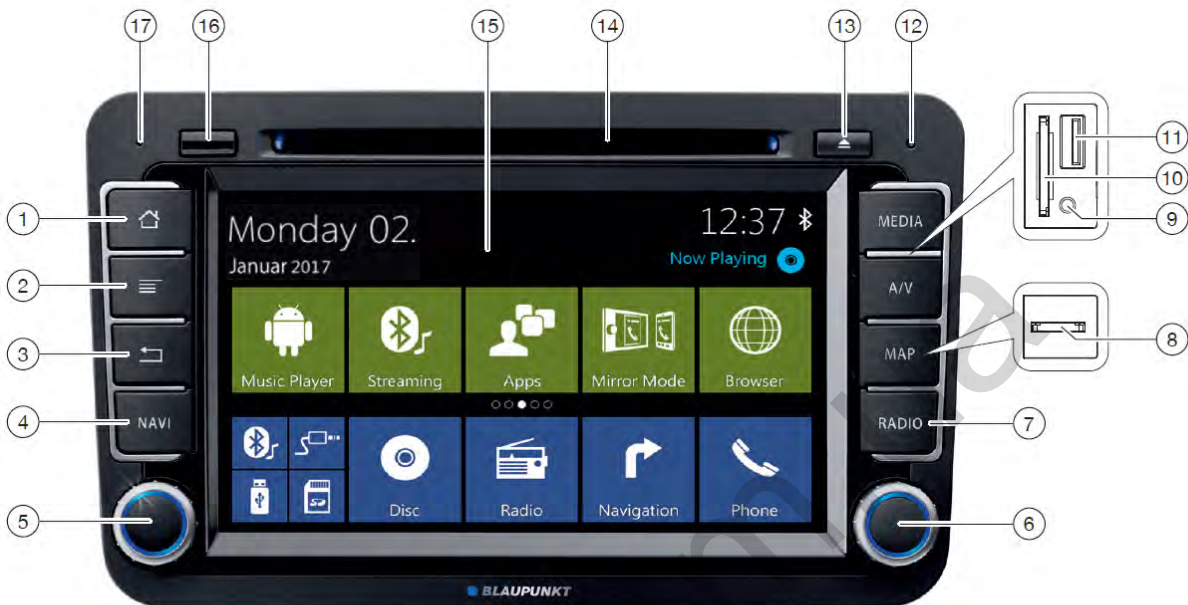 17
16
15
14
13
12
11
10
9
8
7
6
1
2
3
4
5
Monday 02.
Januar 2017
12:37
Now Playing
Music Player
Streaming
Apps
Mirror Mode
Browser
Disc
Radio
Navigation
Phone
SD
NAVI
MEDIA
A/V
MAP
RADIO
BLAUPUNKT